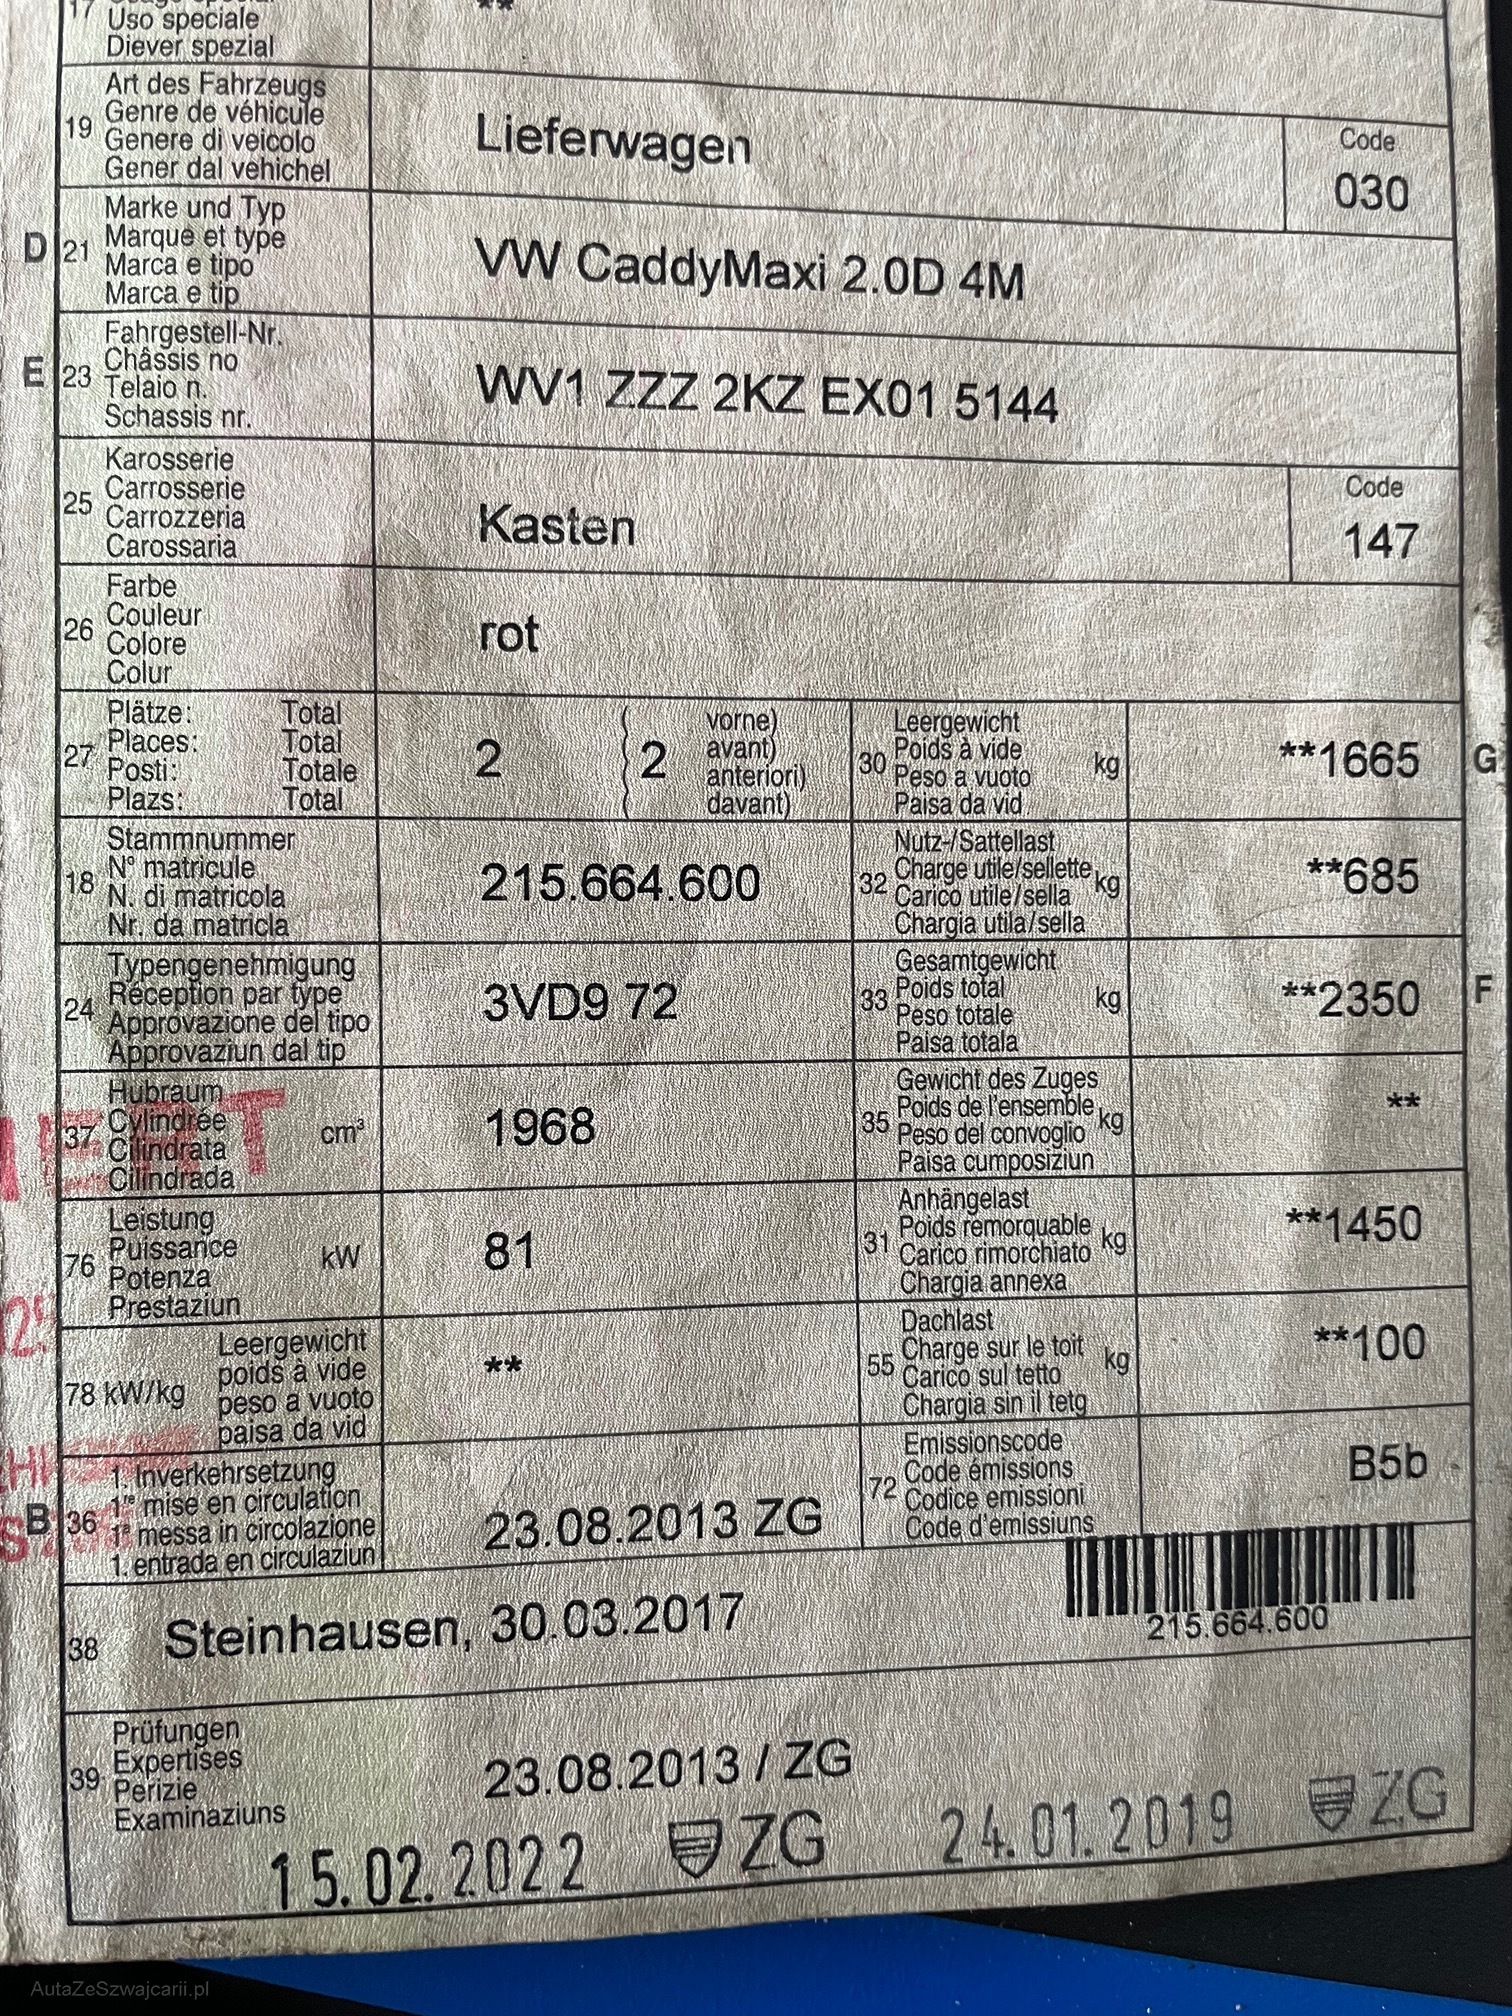 17 Uso speciale **
Diever spezial
Art des Fahrzeugs
19 Genre de véhicule Lieferwagen Code
Genere di veicolo 030
Gener dal vehichel
Marke und Typ
D 21 Marque et type VW CaddyMaxi 2.0D 4M
Marca e tipo
Marca e tip
Fahrgestell-Nr.
E 23 Châssis no WV1 ZZZ 2KZ EX01 5144
Telaio n.
Schassis nr.
Karosserie
25 Carrosserie Kasten Code
Carrozzeria 147
Carossaria
Farbe
26 Couleur rot
Colore
Colur
Plätze: Total
27 Places: Total 2 ( 2
Posti: Totale
Plazs: Total
vorne)
avant)
anteriori)
davant)
Leergewicht
30 Poids à vide kg **1665 G
Peso a vuoto
Paisa da vid
Stammnummer
18 N° matricule 215.664.600
N. di matricola
Nr. da matricla
Nutz-/Sattellast
32 Charge utile/sellette kg **685
Carico utile/sella
Chargia utila/sella
Typengenehmigung
24 Réception par type 3VD9 72
Approvazione del tipo
Approvaziun dal tip
Gesamtgewicht
33 Poids total kg **2350 F
Peso totale
Paisa totala
Hubraum
37 Cylindrée cm³ 1968
Cilindrata
Cilindrada
Gewicht des Zuges
35 Poids de l'ensemble kg **
Peso del convoglio
Paisa cumposiziun
Leistung
76 Puissance kW 81
Potenza
Prestaziun
Anhängelast
31 Poids remorquable kg **1450
Carico rimorchiato
Chargia annexa
Leergewicht
78 kW/kg poids à vide **
peso a vuoto
paisa da vid
Dachlast
55 Charge sur le toit kg **100
Carico sul tetto
Chargia sin il tetg
1. Inverkehrsetzung
B 36 1re mise en circulation 23.08.2013 ZG
1a messa in circolazione
1. entrada en circulaziun
Emissionscode
72 Code émissions B5b
Codice emissioni
Code d'emissiuns
38 Steinhausen, 30.03.2017
215.664.600
Prüfungen
39 Expertises 23.08.2013 / ZG
Perizie
Examinaziuns
15.02.2022 ZG 24.01.2019 ZG
AutaZeSzwajcarii.pl